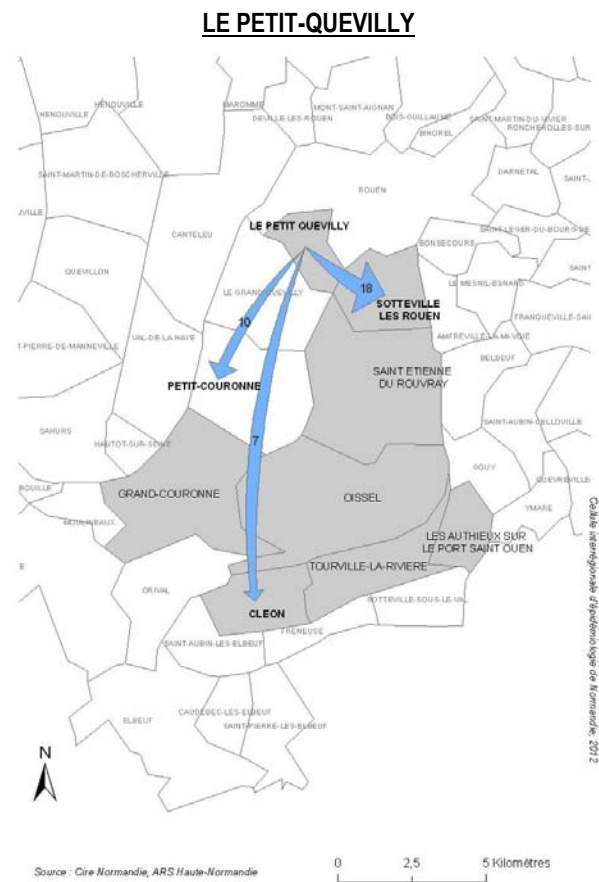 LE PETIT-QUEVILLY
HENOUVILLE
HENOUVILLE
MAROMME
DEVILLE-LES-ROUEN
MONT-SAINT-AIGNAN
BOIS-GUILLAUME
BIHOREL
SAINT-MARTIN-DU-VIVIER
RONCHEROLLES-SUR
SAINT-MARTIN-DE-BOSCHERVILLE
DARNETAL
SAINT-
ROUEN
CANTELEU
LE PETIT QUEVILLY
SAINT-LEGER-DU-BOURG-DE
BONSECOURS
QUEVILLON
LE GRAND-QUEVILLY
18
LE MESNIL-ESNARD
SAINT
SOTTEVILLE
LES ROUEN
10
FRANQUEVILLE-SAI
VAL-DE-LA-HAYE
AMFREVILLE-LA-MI-VOIE
T-PIERRE-DE-MANNEVILLE
BELBEUF
SAINT ETIENNE
DU ROUVRAY
PETIT-COURONNE
SAINT-AUBIN-CELLOVILLE
SAHURS
HAUTOT-SUR-SEINE
7
GOUY
QUEVREVILLE-
GRAND-COURONNE
OISSEL
YMARE
MOULINEAUX
LES AUTHIEUX SUR
LE PORT SAINT OUEN
TOURVILLE-LA-RIVIERE
E
ORIVAL
SOTTEVILLE-SOUS-LE-VAL
CLEON
FRENEUSE
SAINT-AUBIN-LES-ELBEUF
ELBEUF
CAUDEBEC-LES-ELBEUF
SAINT-PIERRE-LES-ELBEUF
Cellule interrégionale d'épidémiologie de Normandie, 2012
N
Source : Cire Normandie, ARS Haute-Normandie
0 2,5 5 Kilomètres